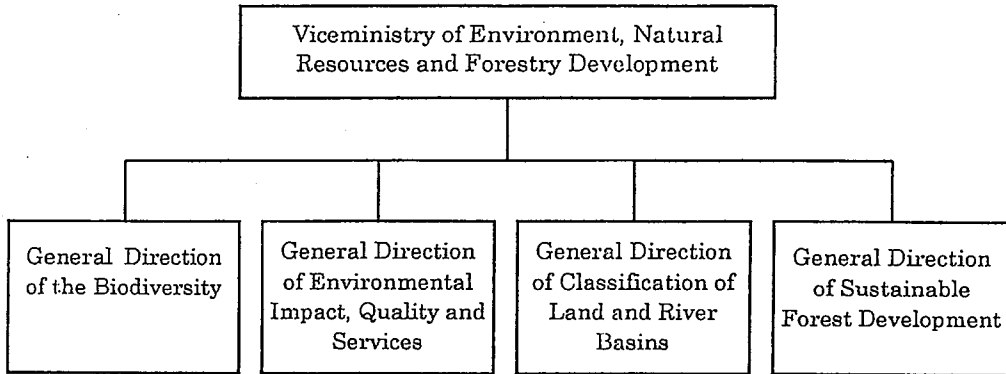 Viceministry of Environment, Natural
Resources and Forestry Development
General Direction
of the Biodiversity
General Direction
of Environmental
Impact, Quality and
Services
General Direction
of Classification of
Land and River
Basins
General Direction
of Sustainable
Forest Development